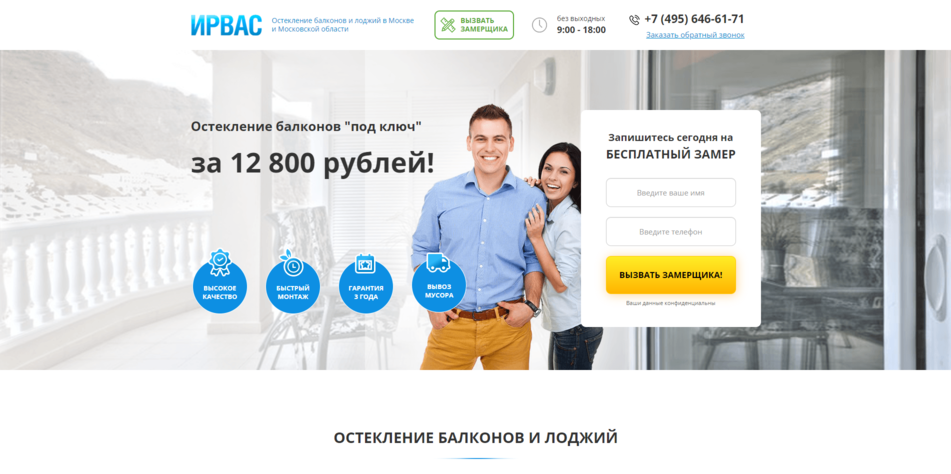 ИРВАС
Остекление балконов и лоджий в Москве
и Московской области
ВЫЗВАТЬ
ЗАМЕРЩИКА
без выходных
9:00 - 18:00
+7 (495) 646-61-71
Заказать обратный звонок
Остекление балконов "под ключ"
за 12 800 рублей!
ВЫСОКОЕ
КАЧЕСТВО
БЫСТРЫЙ
МОНТАЖ
ГАРАНТИЯ
3 ГОДА
ВЫВОЗ
МУСОРА
Запишитесь сегодня на
БЕСПЛАТНЫЙ ЗАМЕР
Введите ваше имя
Введите телефон
ВЫЗВАТЬ ЗАМЕРЩИКА!
Ваши данные конфиденциальны
ОСТЕКЛЕНИЕ БАЛКОНОВ И ЛОДЖИЙ